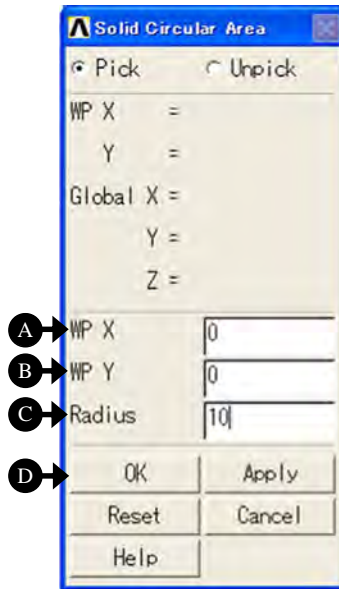 Solid Circular Area
Pick Unpick
WP X =
Y =
Global X =
Y =
Z =
A WP X 0
B WP Y 0
C Radius 10
D OK Apply
Reset Cancel
Help